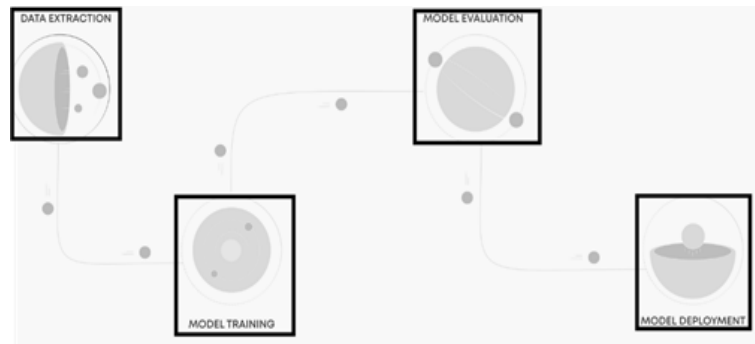 DATA EXTRACTION
MODEL EVALUATION
MODEL TRAINING
MODEL DEPLOYMENT